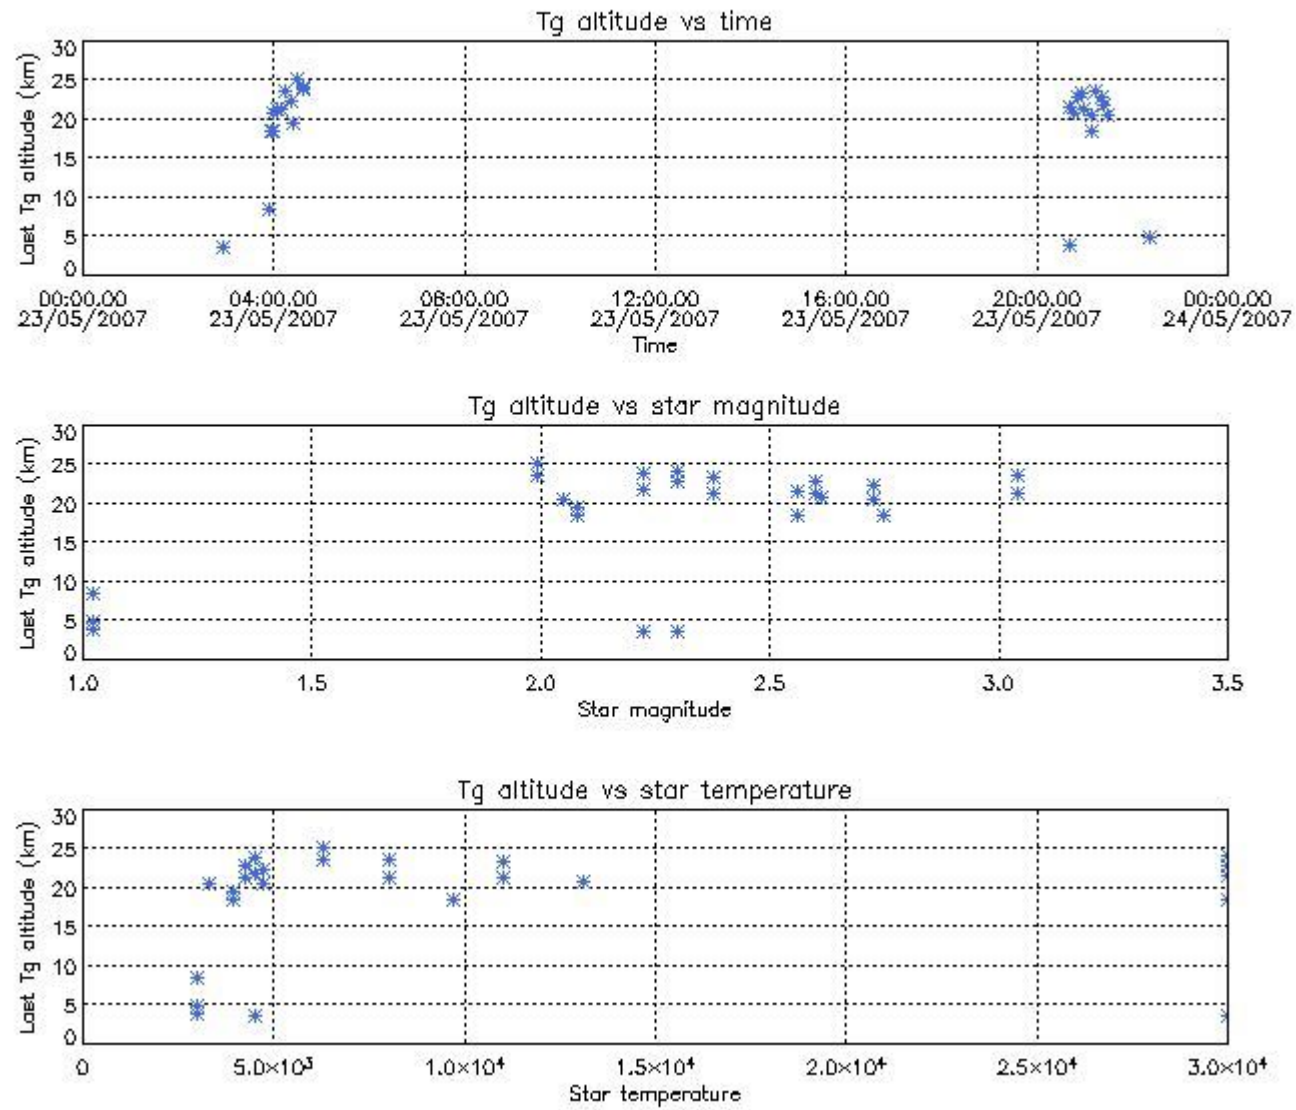 Tg altitude vs time
Last Tg altitude (km)
30
25
20
15
10
5
0
00:00.00 04:00.00 08:00.00 12:00.00 16:00.00 20:00.00 00:00.00
23/05/2007 23/05/2007 23/05/2007 23/05/2007 23/05/2007 23/05/2007 24/05/2007
Time
Tg altitude vs star magnitude
Last Tg altitude (km)
30
25
20
15
10
5
0
1.0 1.5 2.0 2.5 3.0 3.5
Star magnitude
Tg altitude vs star temperature
Last Tg altitude (km)
30
25
20
15
10
5
0
0 5.0×10³ 1.0×10⁴ 1.5×10⁴ 2.0×10⁴ 2.5×10⁴ 3.0×10⁴
Star temperature